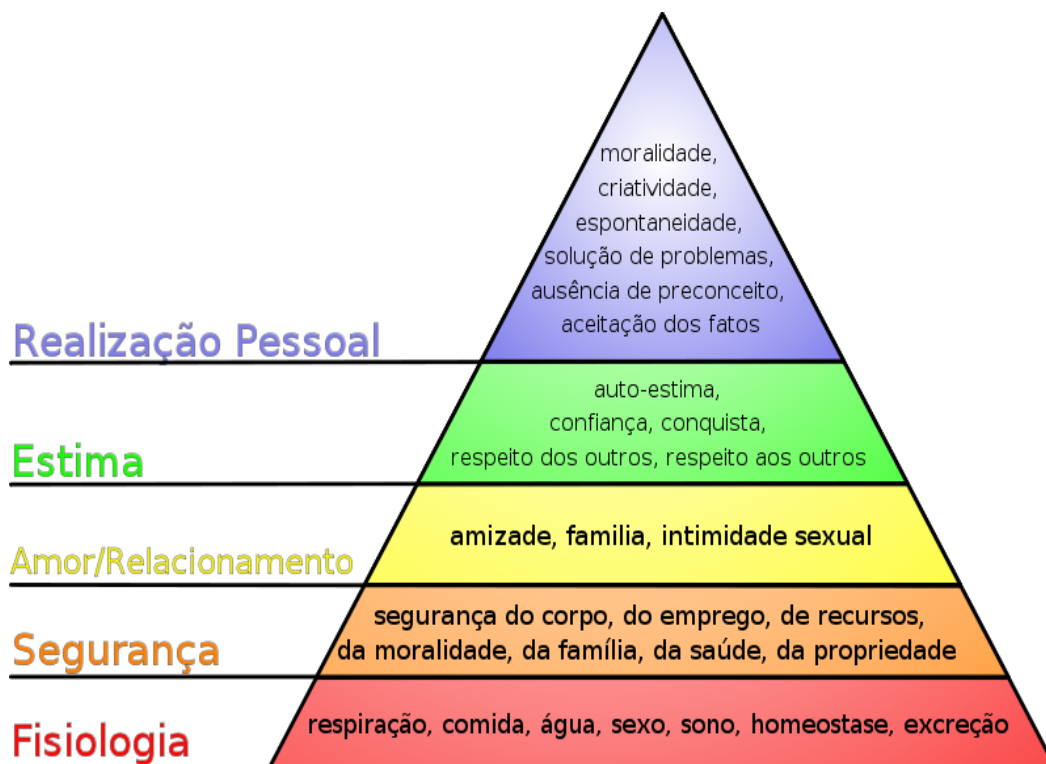 moralidade,
criatividade,
espontaneidade,
solução de problemas,
ausência de preconceito,
aceitação dos fatos
Realização Pessoal
auto-estima,
confiança, conquista,
respeito dos outros, respeito aos outros
Estima
amizade, familia, intimidade sexual
Amor/Relacionamento
segurança do corpo, do emprego, de recursos,
da moralidade, da família, da saúde, da propriedade
Segurança
respiração, comida, água, sexo, sono, homeostase, excreção
Fisiologia